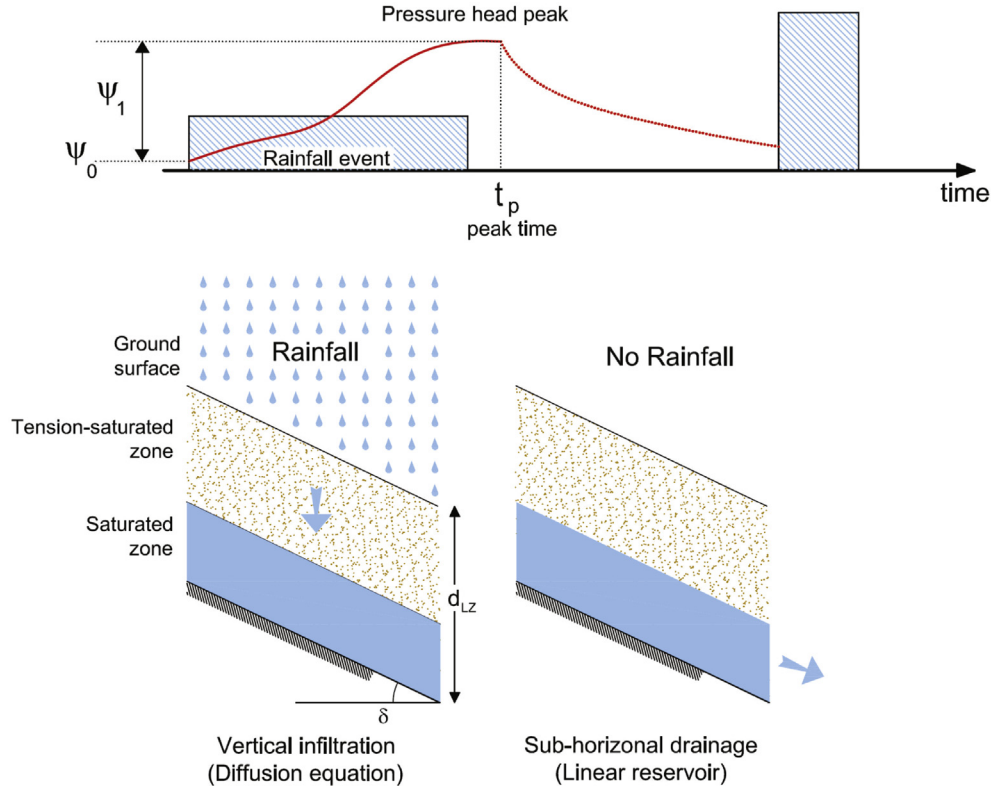 Pressure head peak
ψ1
ψ0
Rainfall event
time
tp
peak time
Ground
surface
Rainfall
No Rainfall
Tension-saturated
zone
Saturated
zone
dLZ
δ
Vertical infiltration
(Diffusion equation)
Sub-horizonal drainage
(Linear reservoir)